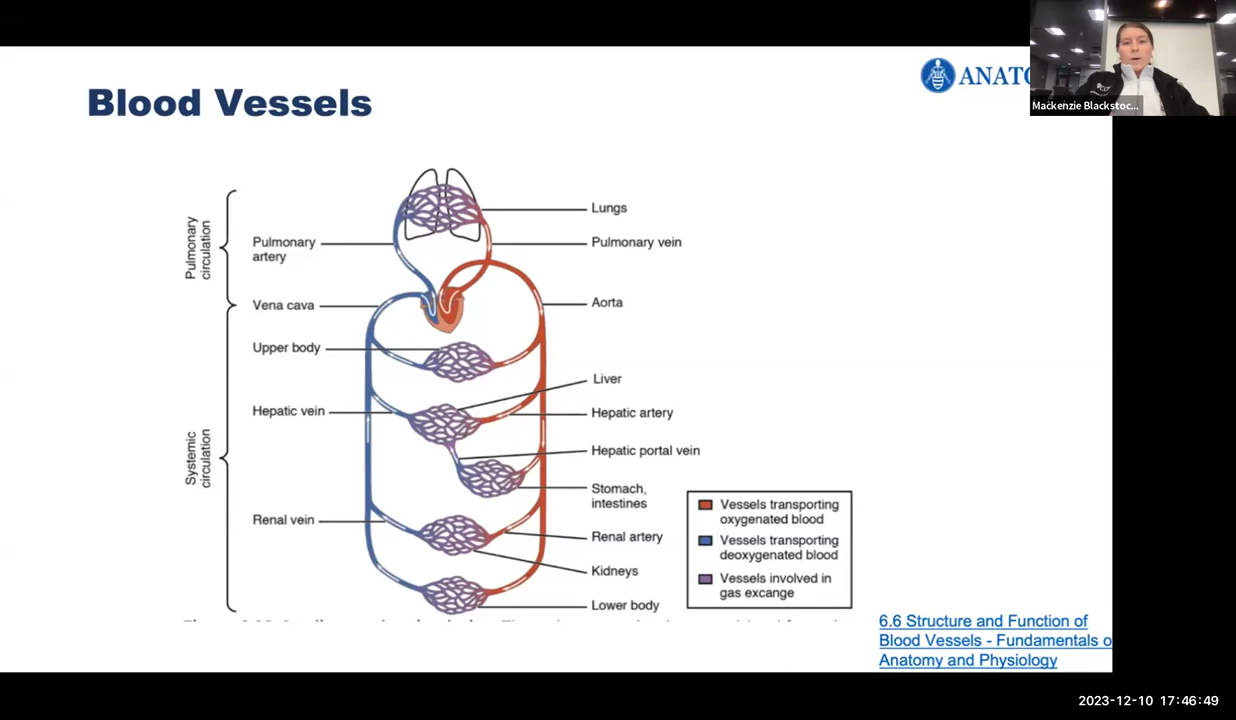 ANATO
Mackenzie Blackstoc...
Blood Vessels
Pulmonary
circulation
Systemic
circulation
Pulmonary
artery
Vena cava
Upper body
Hepatic vein
Renal vein
Lungs
Pulmonary vein
Aorta
Liver
Hepatic artery
Hepatic portal vein
Stomach,
intestines
Renal artery
Kidneys
Lower body
Vessels transporting
oxygenated blood
Vessels transporting
deoxygenated blood
Vessels involved in
gas excange
6.6 Structure and Function of
Blood Vessels - Fundamentals o
Anatomy and Physiology
2023-12-10 17:46:49